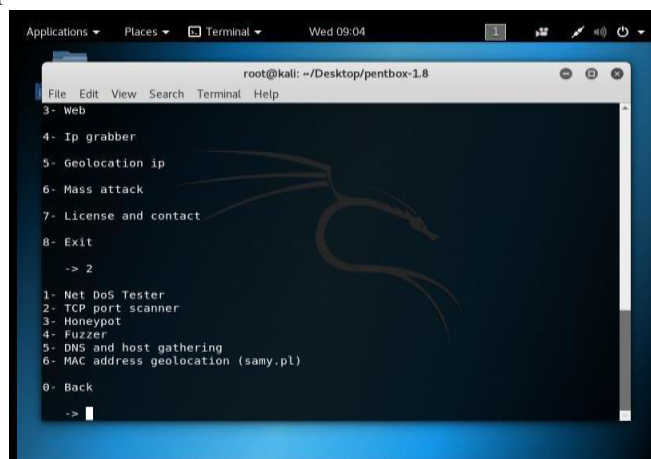 Applications Places Terminal Wed 09:04 1
root@kali: ~/Desktop/pentbox-1.8
File Edit View Search Terminal Help
3- Web
4- Ip grabber
5- Geolocation ip
6- Mass attack
7- License and contact
8- Exit
-> 2
1- Net DoS Tester
2- TCP port scanner
3- Honeypot
4- Fuzzer
5- DNS and host gathering
6- MAC address geolocation (samy.pl)
0- Back
->